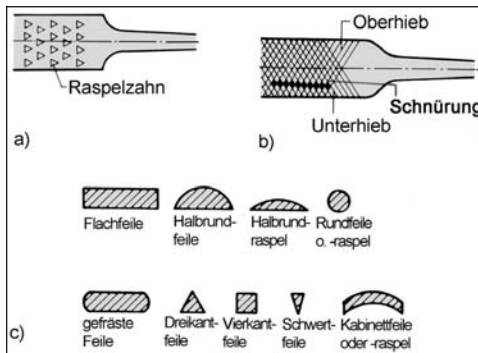 Raspelzahn
a)
Oberhieb
Schnürung
Unterhieb
b)
Flachfeile
Halbrund-
feile
Halbrund-
raspel
Rundfeile
o. -raspel
c)
gefräste
Feile
Dreikant-
feile
Vierkant-
feile
Schwert-
feile
Kabinettfeile
oder -raspel